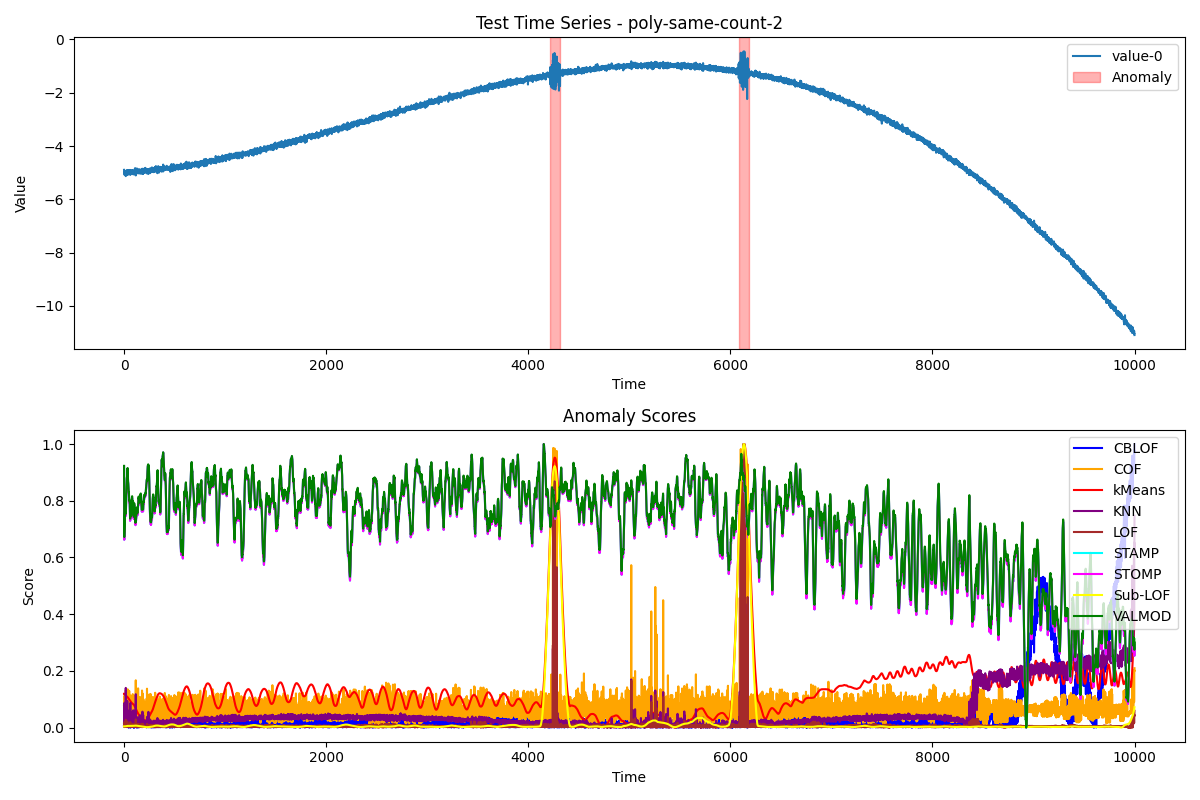 Test Time Series - poly-same-count-2
0
−2
−4
−6
−8
−10
Value
value-0
Anomaly
0
2000
4000
6000
8000
10000
Time
Anomaly Scores
1.0
0.8
0.6
0.4
0.2
0.0
Score
CBLOF
COF
kMeans
KNN
LOF
STAMP
STOMP
Sub-LOF
VALMOD
0
2000
4000
6000
8000
10000
Time